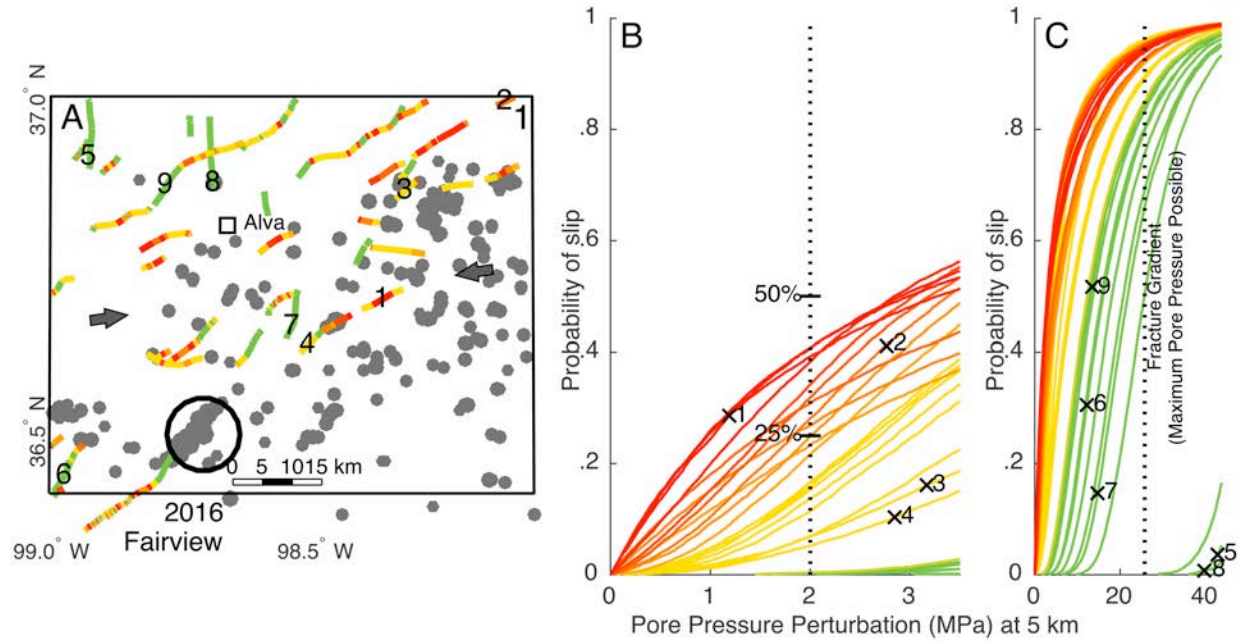 A
37.0° N
36.5° N
2
1
5
9
8
3
Alva
1
7
4
6
0 5 1015 km
2016
Fairview
99.0° W
98.5° W
B
Probability of slip
1
.8
.6
.4
.2
0
50%
25%
1
2
3
4
0 1 2 3
C
Probability of slip
1
.8
.6
.4
.2
0
9
6
7
5
8
Fracture Gradient
(Maximum Pore Pressure Possible)
0 20 40
Pore Pressure Perturbation (MPa) at 5 km